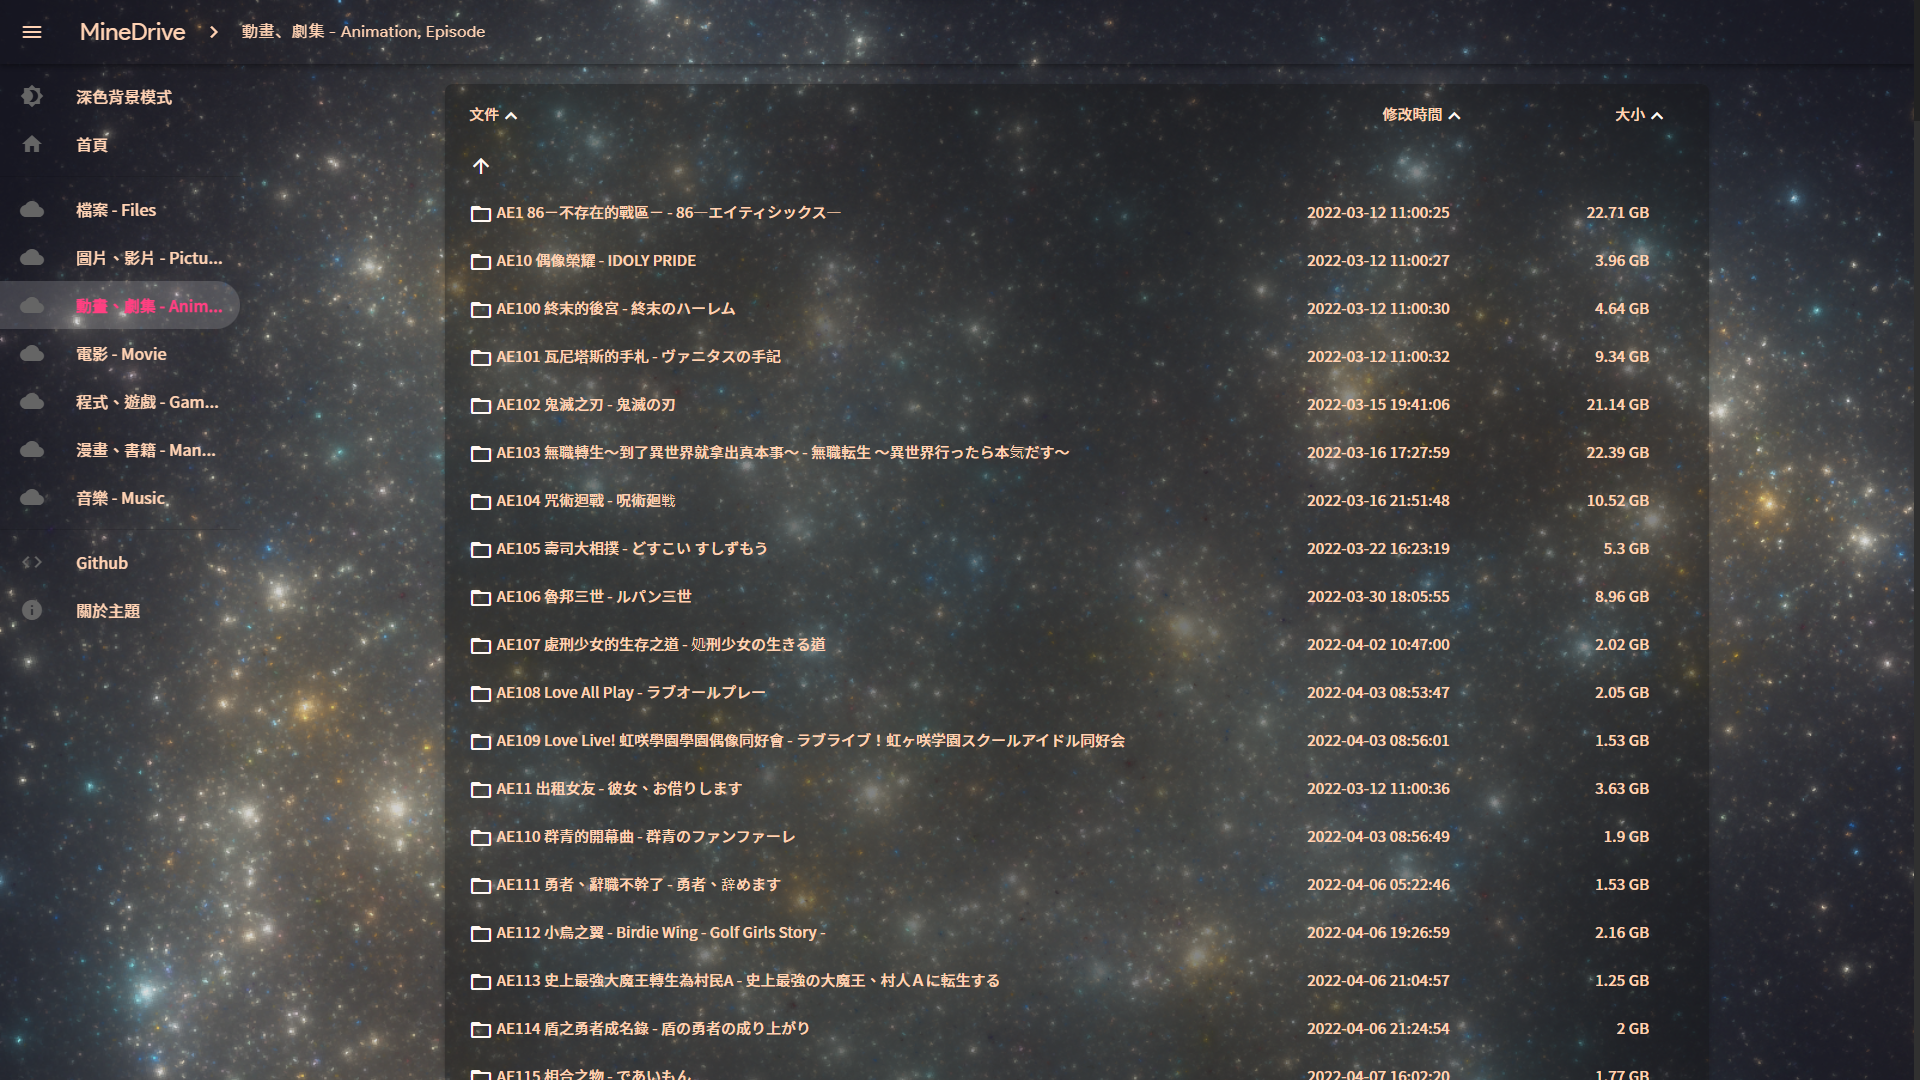 MineDrive
動畫、劇集 - Animation, Episode
深色背景模式
首頁
檔案 - Files
圖片、影片 - Pictu...
動畫、劇集 - Anim...
電影 - Movie
程式、遊戲 - Gam...
漫畫、書籍 - Man...
音樂 - Music
Github
關於主題
文件 修改時間 大小
AE1 86－不存在的戰區－ - 86―エイティシックス― 2022-03-12 11:00:25 22.71 GB
AE10 偶像榮耀 - IDOLY PRIDE 2022-03-12 11:00:27 3.96 GB
AE100 終末的後宮 - 終末のハーレム 2022-03-12 11:00:30 4.64 GB
AE101 瓦尼塔斯的手札 - ヴァニタスの手記 2022-03-12 11:00:32 9.34 GB
AE102 鬼滅之刃 - 鬼滅の刃 2022-03-15 19:41:06 21.14 GB
AE103 無職轉生～到了異世界就拿出真本事～ - 無職転生 ～異世界行ったら本気だす～ 2022-03-16 17:27:59 22.39 GB
AE104 咒術迴戰 - 呪術廻戦 2022-03-16 21:51:48 10.52 GB
AE105 壽司大相撲 - どすこい すしずもう 2022-03-22 16:23:19 5.3 GB
AE106 魯邦三世 - ルパン三世 2022-03-30 18:05:55 8.96 GB
AE107 處刑少女的生存之道 - 処刑少女の生きる道 2022-04-02 10:47:00 2.02 GB
AE108 Love All Play - ラブオールプレー 2022-04-03 08:53:47 2.05 GB
AE109 Love Live! 虹咲學園學園偶像同好會 - ラブライブ！虹ヶ咲学園スクールアイドル同好会 2022-04-03 08:56:01 1.53 GB
AE11 出租女友 - 彼女、お借りします 2022-03-12 11:00:36 3.63 GB
AE110 群青的開幕曲 - 群青のファンファーレ 2022-04-03 08:56:49 1.9 GB
AE111 勇者、辭職不幹了 - 勇者、辞めます 2022-04-06 05:22:46 1.53 GB
AE112 小鳥之翼 - Birdie Wing - Golf Girls Story - 2022-04-06 19:26:59 2.16 GB
AE113 史上最強大魔王轉生為村民A - 史上最強の大魔王、村人Ａに転生する 2022-04-06 21:04:57 1.25 GB
AE114 盾之勇者成名錄 - 盾の勇者の成り上がり 2022-04-06 21:24:54 2 GB
AE115 相合之物 - であいもん 2022-04-07 16:02:20 1.77 GB